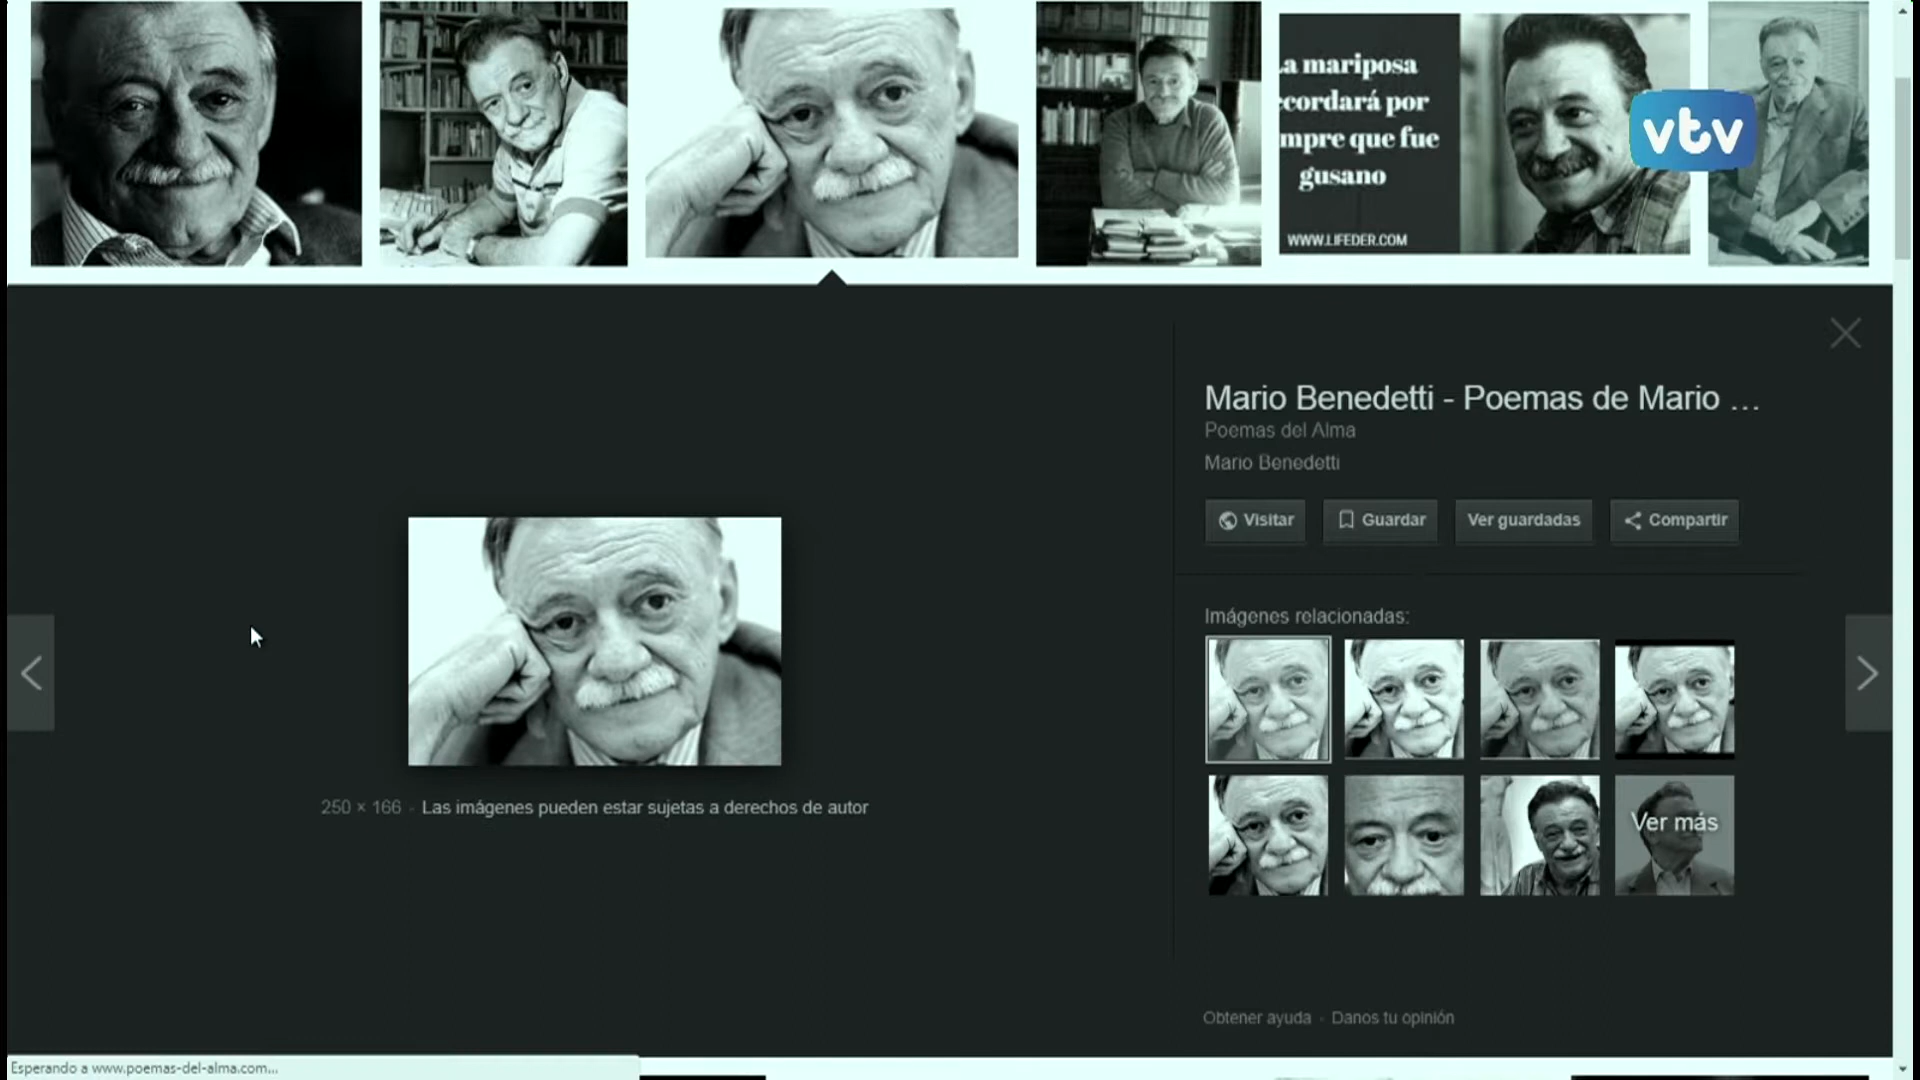 a mariposa
cordará por
mpre que fue
gusano
WWW.LIFEDER.COM
vtv
Mario Benedetti - Poemas de Mario ...
Poemas del Alma
Mario Benedetti
Visitar
Guardar
Ver guardadas
Compartir
Imágenes relacionadas:
Ver más
250 × 166 - Las imágenes pueden estar sujetas a derechos de autor
Obtener ayuda - Danos tu opinión
Esperando a www.poemas-del-alma.com...